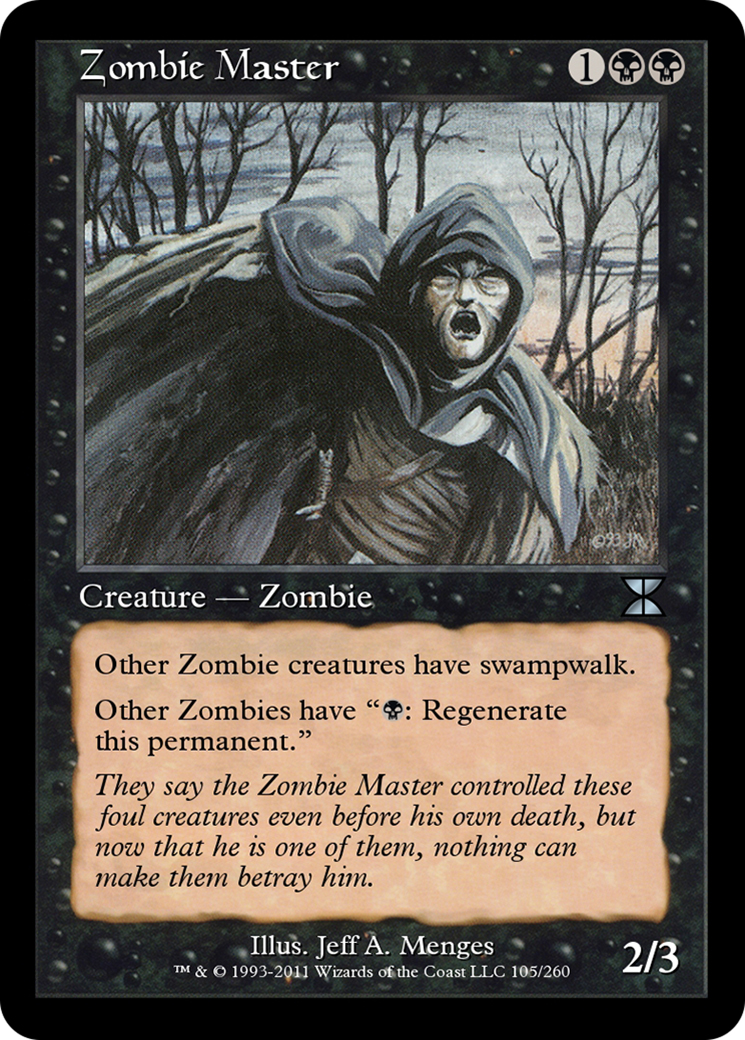 Zombie Master
1
©93JAM
Creature — Zombie
Other Zombie creatures have swampwalk.
Other Zombies have “: Regenerate
this permanent.”
They say the Zombie Master controlled these
foul creatures even before his own death, but
now that he is one of them, nothing can
make them betray him.
Illus. Jeff A. Menges
2/3
™ & © 1993-2011 Wizards of the Coast LLC 105/260